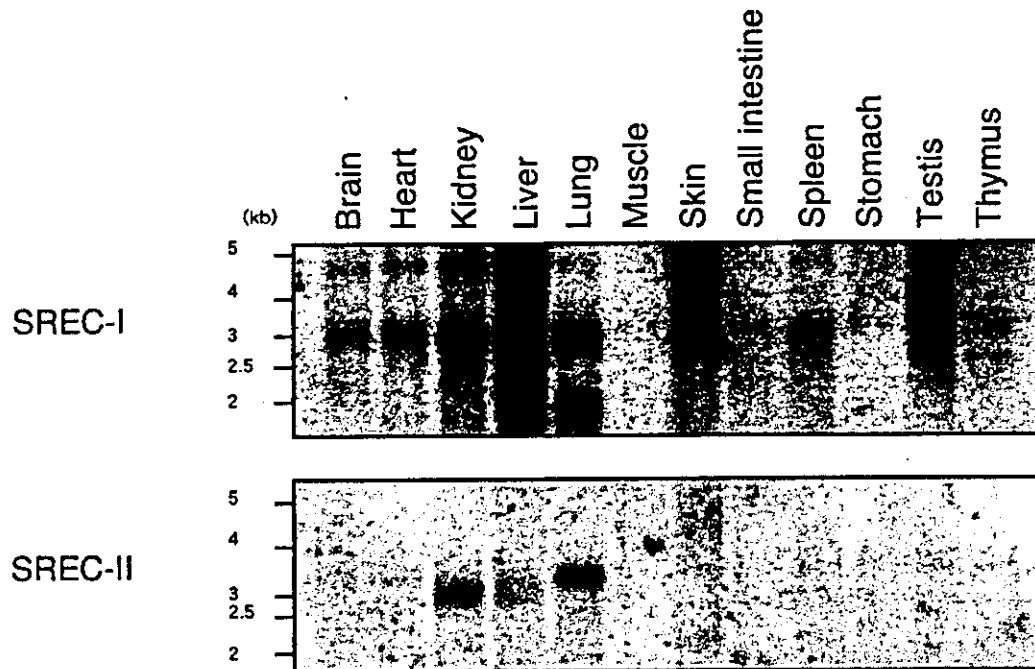 Brain
Heart
Kidney
Liver
Lung
Muscle
Skin
Small intestine
Spleen
Stomach
Testis
Thymus
(kb)
5
4
3
2.5
2
SREC-I
5
4
3
2.5
2
SREC-II